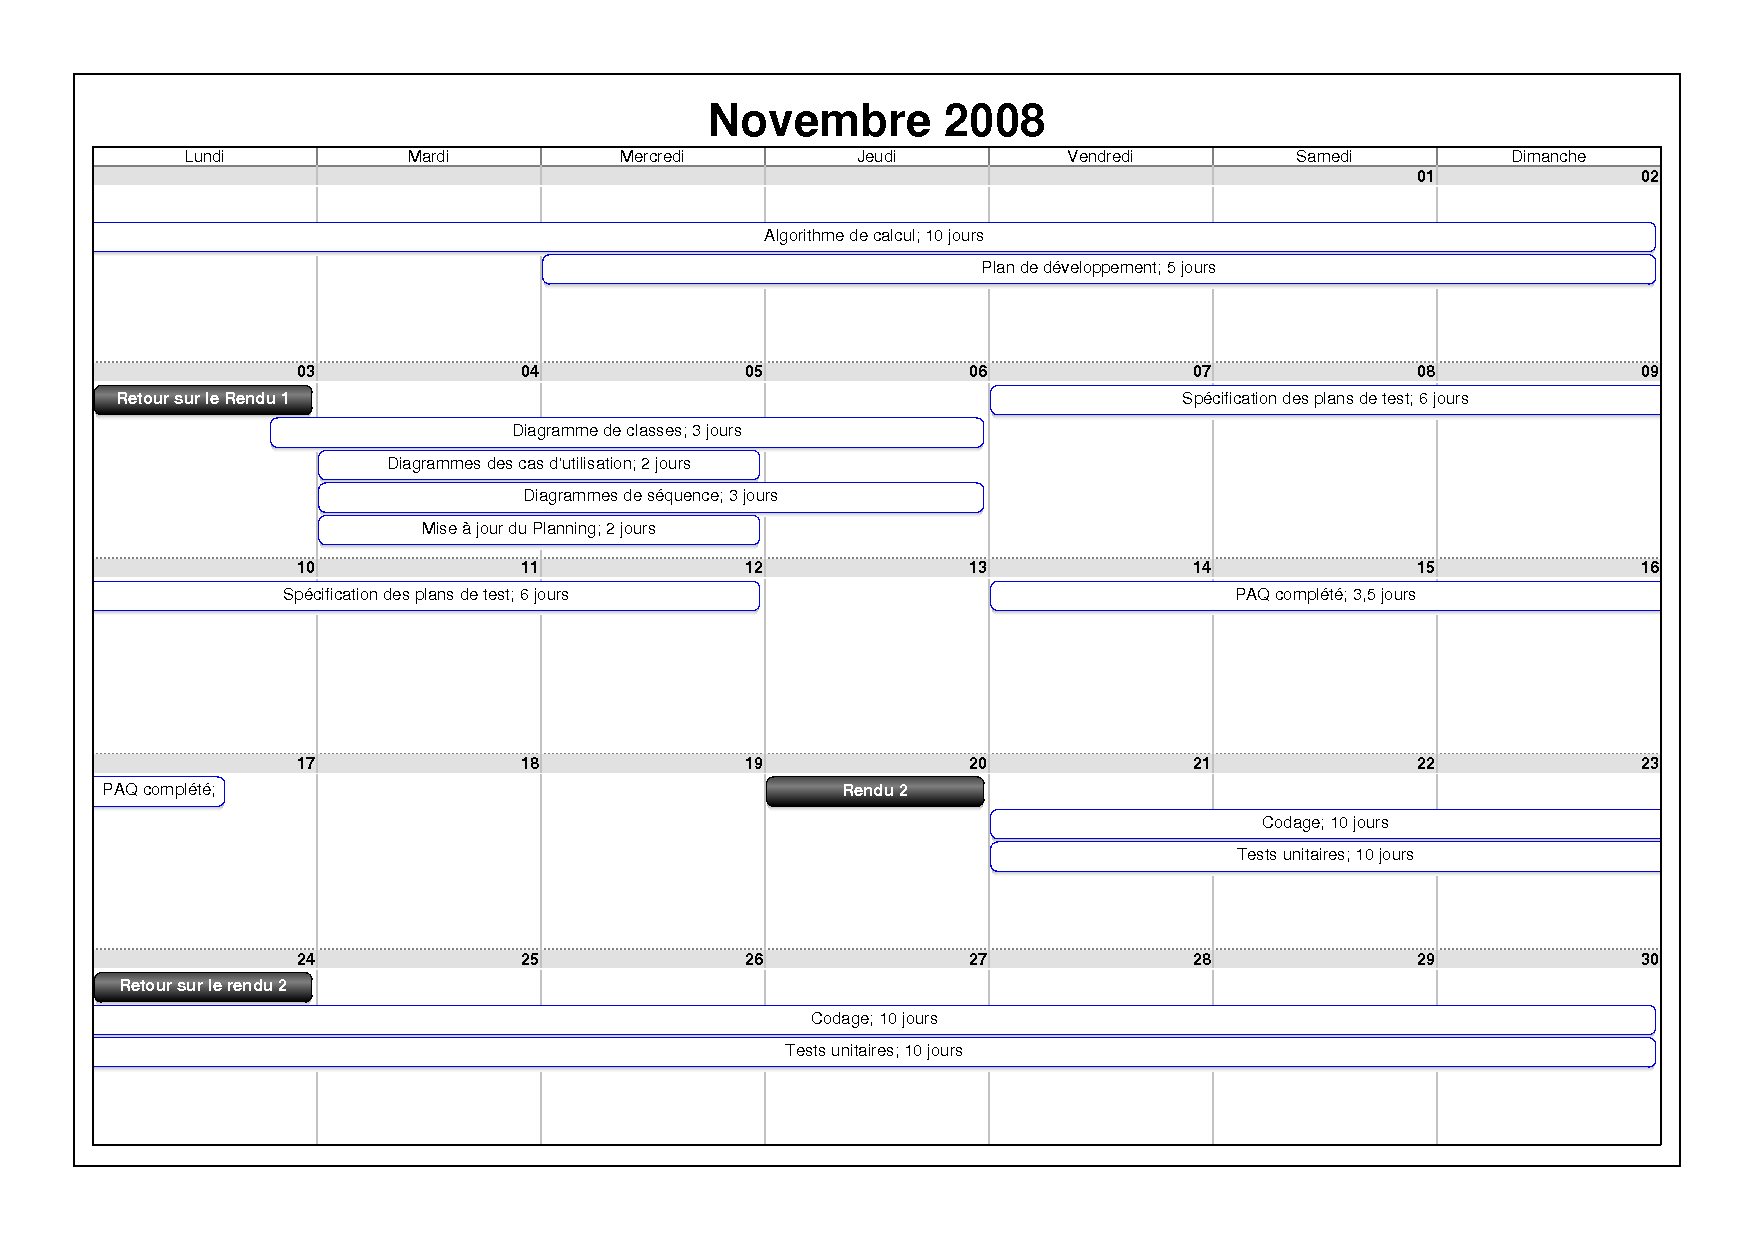 Novembre 2008
Lundi Mardi Mercredi Jeudi Vendredi Samedi Dimanche
01 02
Algorithme de calcul; 10 jours
Plan de développement; 5 jours
03 04 05 06 07 08 09
Retour sur le Rendu 1 Spécification des plans de test; 6 jours
Diagramme de classes; 3 jours
Diagrammes des cas d'utilisation; 2 jours
Diagrammes de séquence; 3 jours
Mise à jour du Planning; 2 jours
10 11 12 13 14 15 16
Spécification des plans de test; 6 jours PAQ complété; 3,5 jours
17 18 19 20 21 22 23
PAQ complété; Rendu 2
Codage; 10 jours
Tests unitaires; 10 jours
24 25 26 27 28 29 30
Retour sur le rendu 2
Codage; 10 jours
Tests unitaires; 10 jours